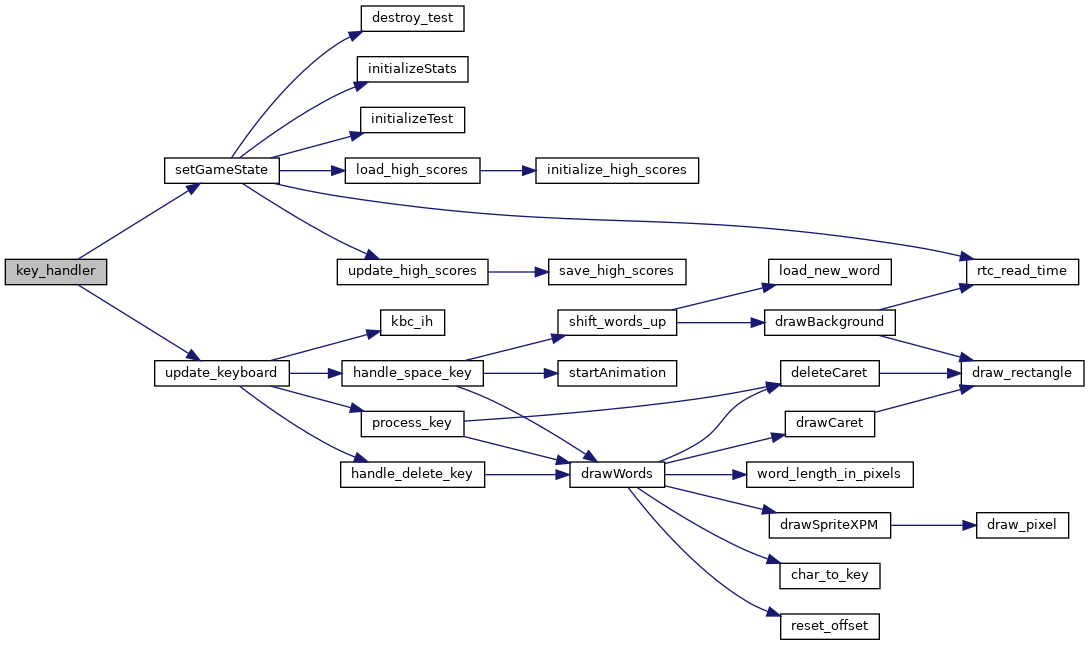 destroy_test
initializeStats
initializeTest
setGameState
load_high_scores
initialize_high_scores
key_handler
update_high_scores
save_high_scores
load_new_word
rtc_read_time
kbc_ih
shift_words_up
drawBackground
update_keyboard
handle_space_key
startAnimation
deleteCaret
draw_rectangle
process_key
drawCaret
handle_delete_key
drawWords
word_length_in_pixels
drawSpriteXPM
draw_pixel
char_to_key
reset_offset